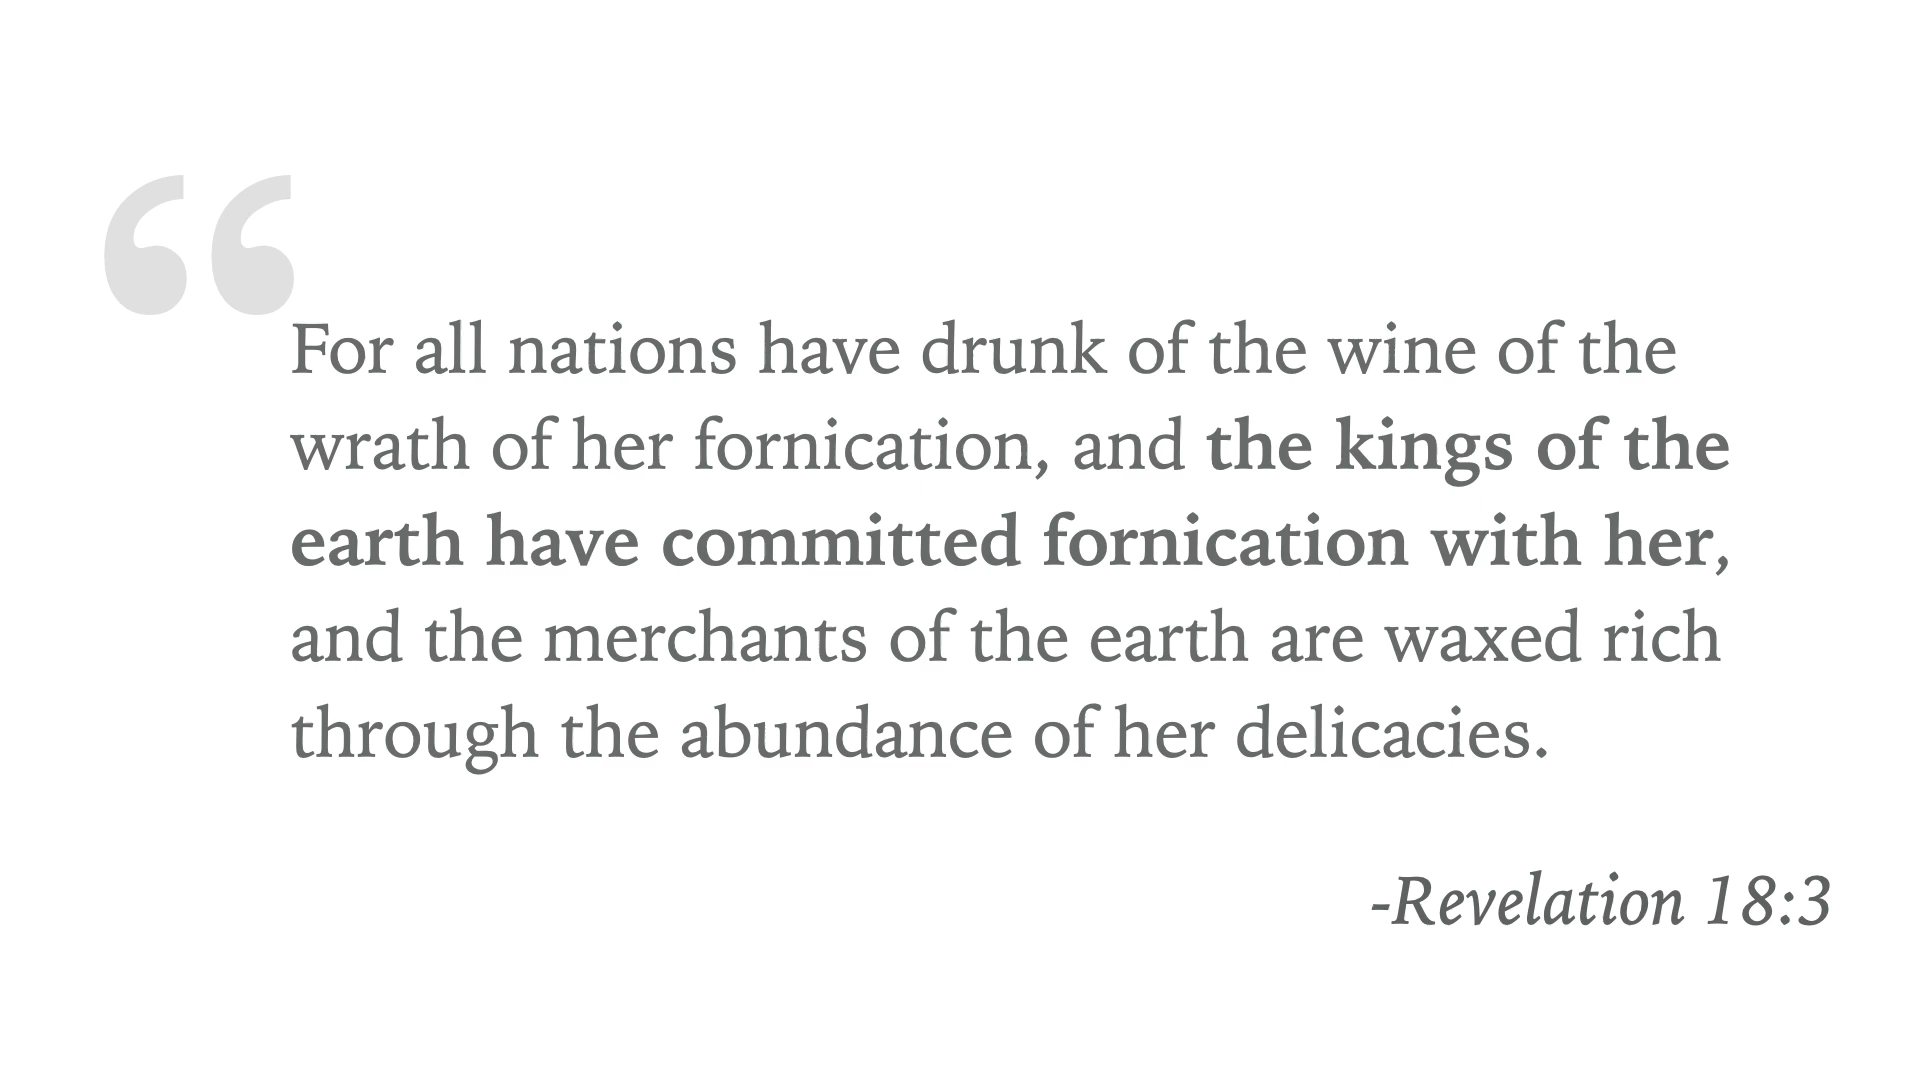 “
For all nations have drunk of the wine of the
wrath of her fornication, and the kings of the
earth have committed fornication with her,
and the merchants of the earth are waxed rich
through the abundance of her delicacies.
-Revelation 18:3